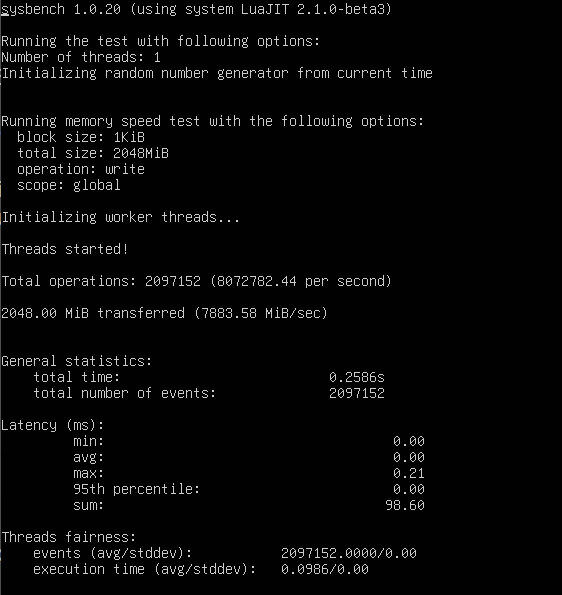 sysbench 1.0.20 (using system LuaJIT 2.1.0-beta3)
Running the test with following options:
Number of threads: 1
Initializing random number generator from current time
Running memory speed test with the following options:
block size: 1KiB
total size: 2048MiB
operation: write
scope: global
Initializing worker threads...
Threads started!
Total operations: 2097152 (8072782.44 per second)
2048.00 MiB transferred (7883.58 MiB/sec)
General statistics:
total time: 0.2586s
total number of events: 2097152
Latency (ms):
min: 0.00
avg: 0.00
max: 0.21
95th percentile: 0.00
sum: 98.60
Threads fairness:
events (avg/stddev): 2097152.0000/0.00
execution time (avg/stddev): 0.0986/0.00